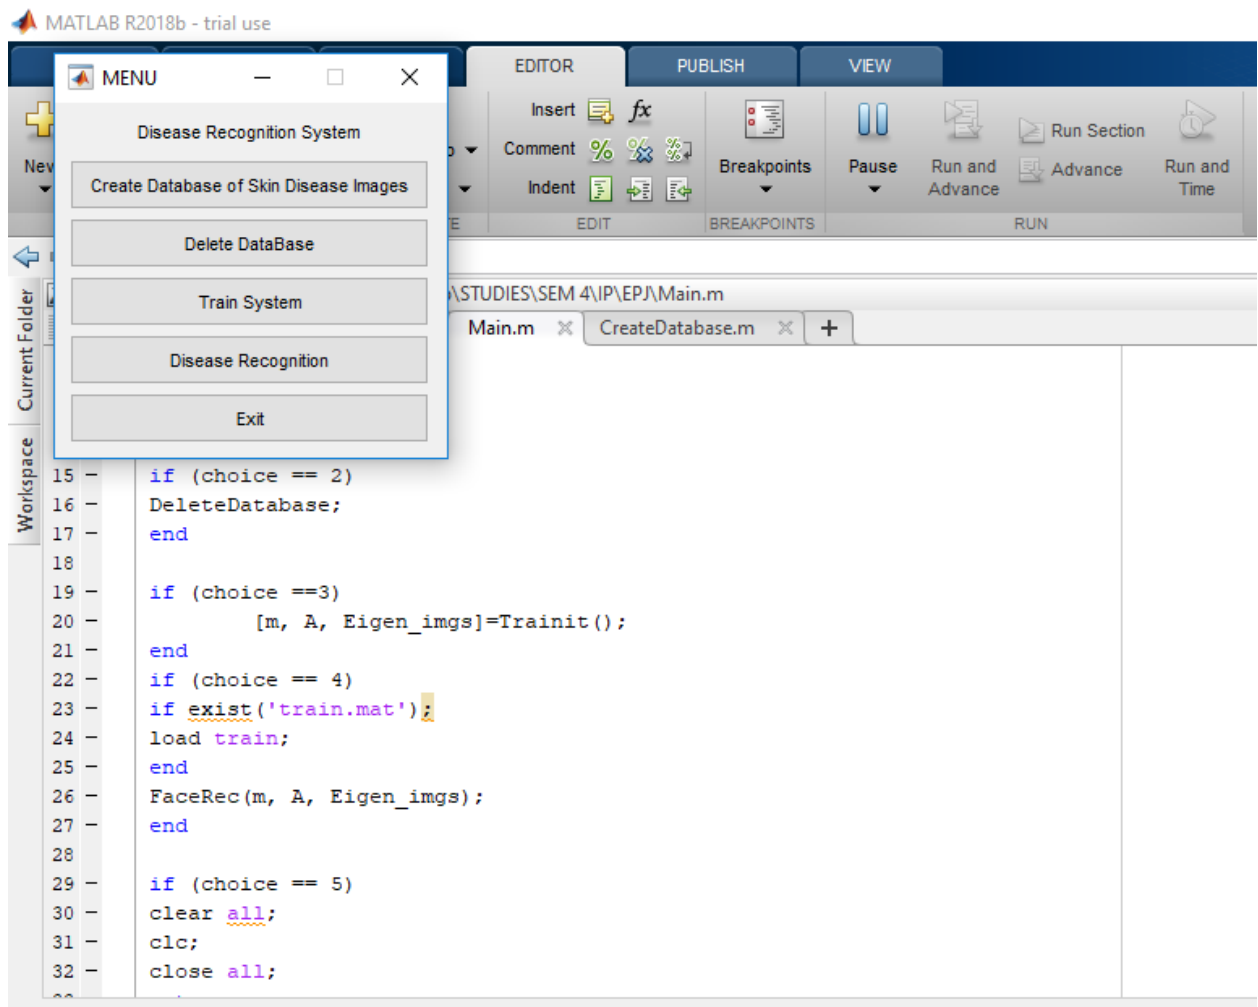 MATLAB R2018b - trial use
MENU
Disease Recognition System
Create Database of Skin Disease Images
Delete DataBase
Train System
Disease Recognition
Exit
EDITOR PUBLISH VIEW
New
Insert fx
Comment
Indent
Breakpoints
Pause
Run and Advance
Run Section
Advance
Run and Time
EDIT BREAKPOINTS RUN
\STUDIES\SEM 4\IP\EPJ\Main.m
Main.m CreateDatabase.m +
Current Folder
Workspace
15 - if (choice == 2)
16 - DeleteDatabase;
17 - end
18
19 - if (choice ==3)
20 - [m, A, Eigen_imgs]=Trainit();
21 - end
22 - if (choice == 4)
23 - if exist('train.mat');
24 - load train;
25 - end
26 - FaceRec(m, A, Eigen_imgs);
27 - end
28
29 - if (choice == 5)
30 - clear all;
31 - clc;
32 - close all;